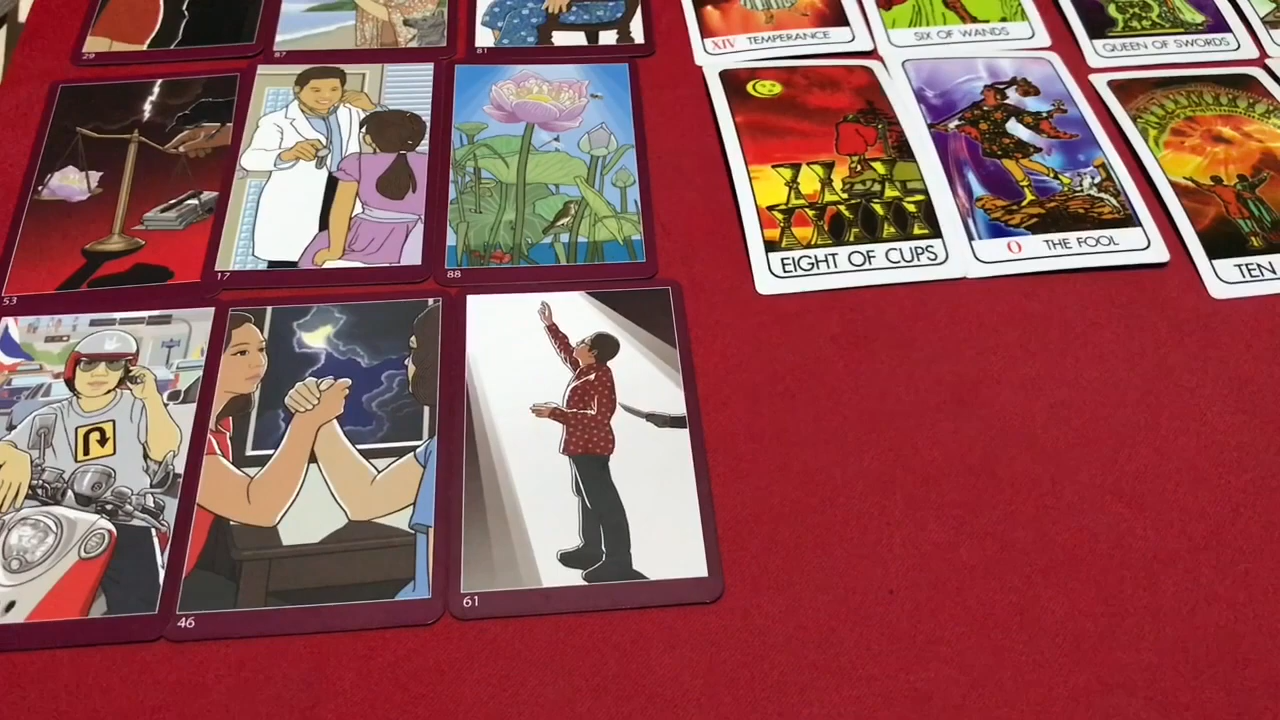 29
87
81
XIV TEMPERANCE
SIX OF WANDS
QUEEN OF SWORDS
53
17
88
EIGHT OF CUPS
0 THE FOOL
TEN
46
61